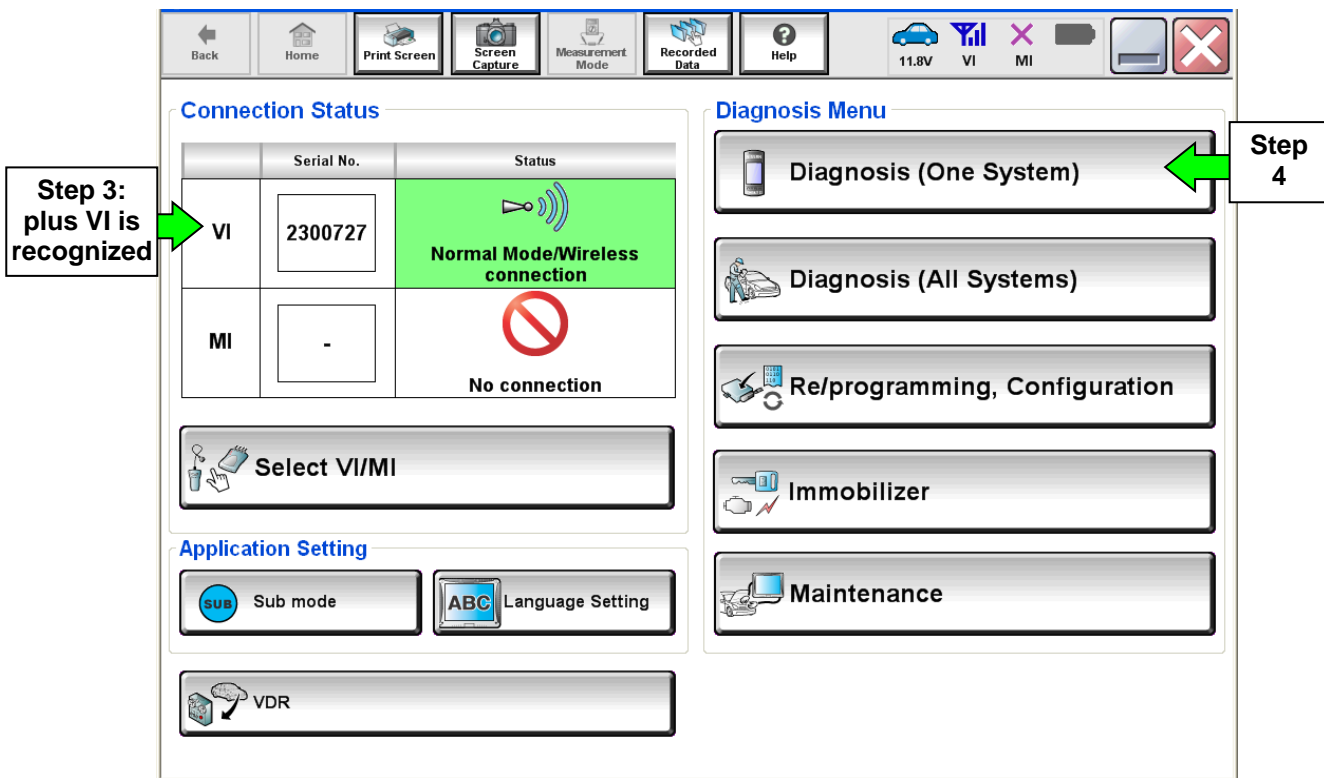 Back
Home
Print Screen
Screen
Capture
Measurement
Mode
Recorded
Data
Help
11.8V
VI
MI
Connection Status
Serial No.
Status
VI
2300727
Normal Mode/Wireless
connection
MI
-
No connection
Select VI/MI
Application Setting
SUB
Sub mode
ABC
Language Setting
VDR
Diagnosis Menu
Diagnosis (One System)
Diagnosis (All Systems)
Re/programming, Configuration
Immobilizer
Maintenance
Step 3:
plus VI is
recognized
Step
4